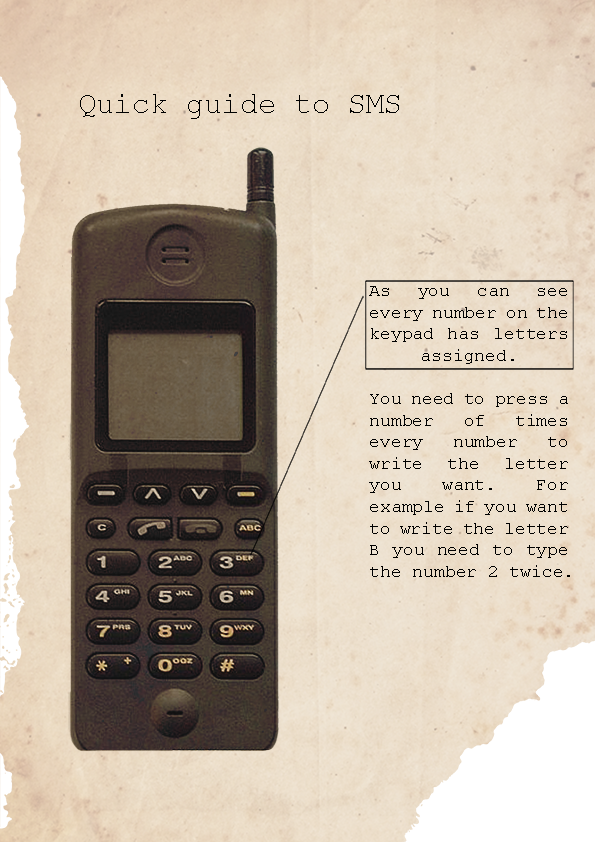 Quick guide to SMS
As you can see
every number on the
keypad has letters
assigned.
You need to press a
number of times
every number to
write the letter
you want. For
example if you want
to write the letter
B you need to type
the number 2 twice.
C ABC
1 2ABC 3DEF
4GHI 5JKL 6MN
7PRS 8TUV 9WXY
* + 0OQZ #